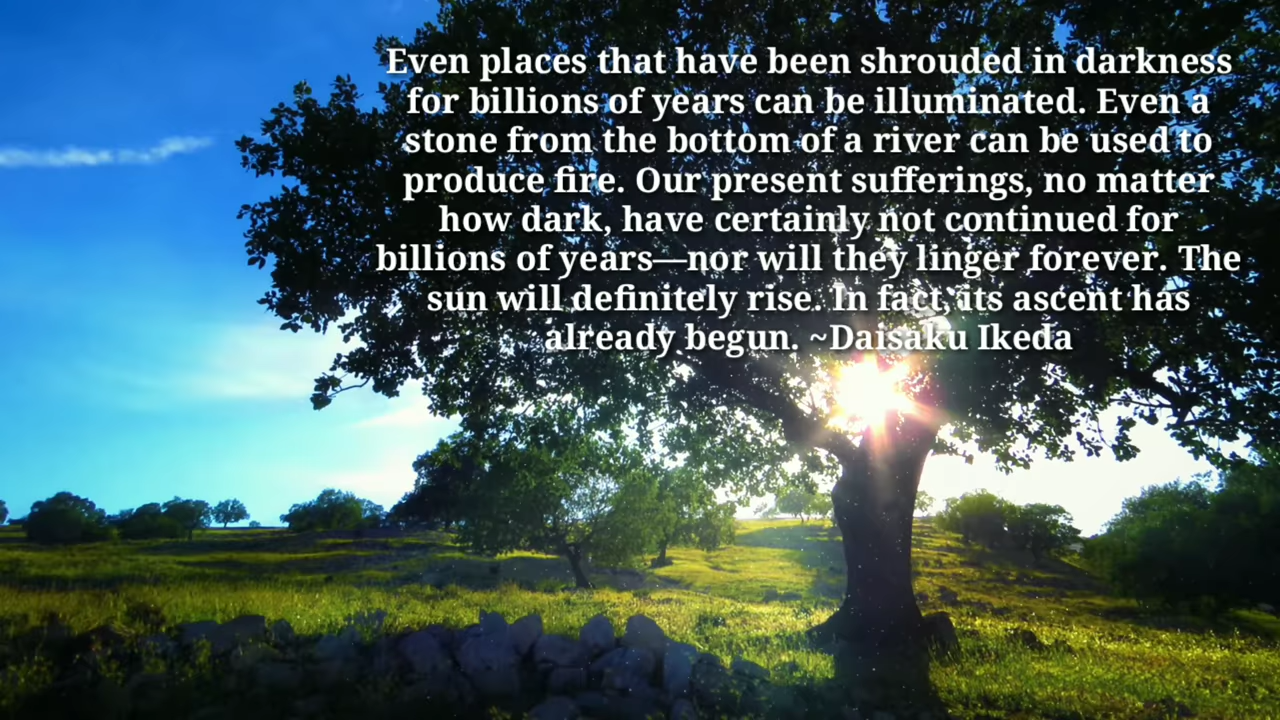 Even places that have been shrouded in darkness
for billions of years can be illuminated. Even a
stone from the bottom of a river can be used to
produce fire. Our present sufferings, no matter
how dark, have certainly not continued for
billions of years—nor will they linger forever. The
sun will definitely rise. In fact, its ascent has
already begun. ~Daisaku Ikeda